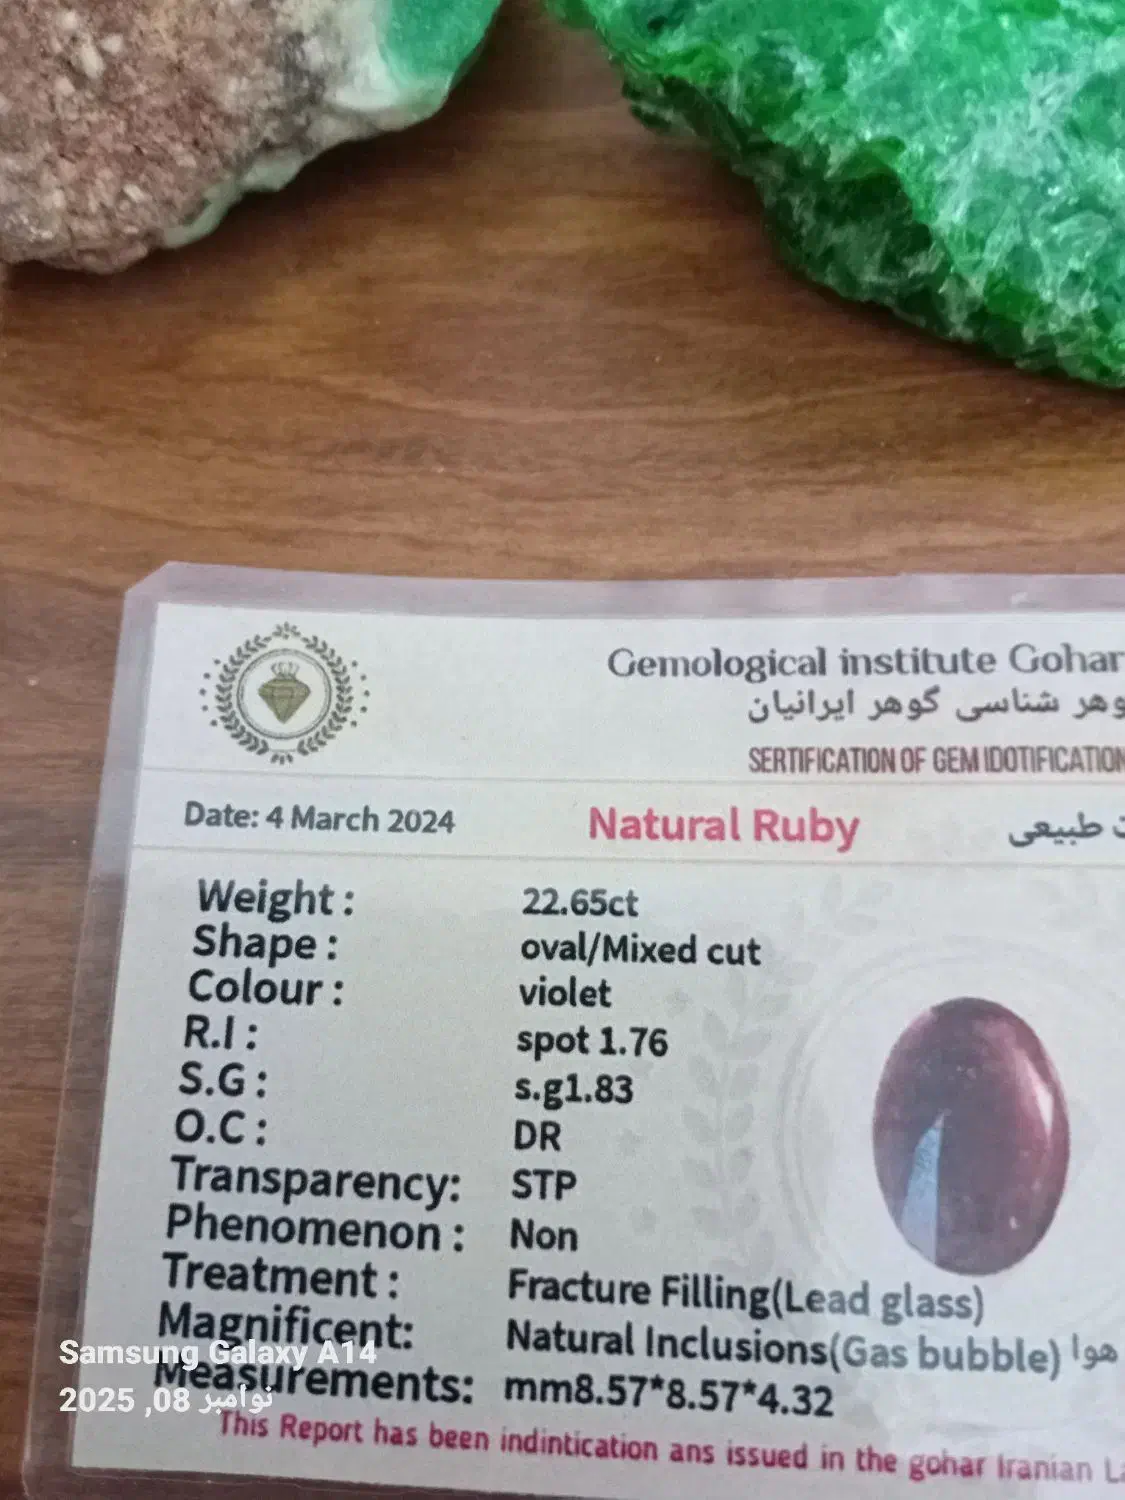 Gemological institute Gohar
وهر شناسی گوهر ایرانیان
SERTIFICATION OF GEM IDOTIFICATION
Date: 4 March 2024 Natural Ruby طبیعی
Weight : 22.65ct
Shape : oval/Mixed cut
Colour : violet
R.I : spot 1.76
S.G : s.g1.83
O.C : DR
Transparency: STP
Phenomenon : Non
Treatment : Fracture Filling(Lead glass)
Magnificent: Natural Inclusions(Gas bubble) هوا
Measurements: mm8.57*8.57*4.32
This Report has been indintication ans issued in the gohar Iranian
Samsung Galaxy A14
نوامبر 08, 2025